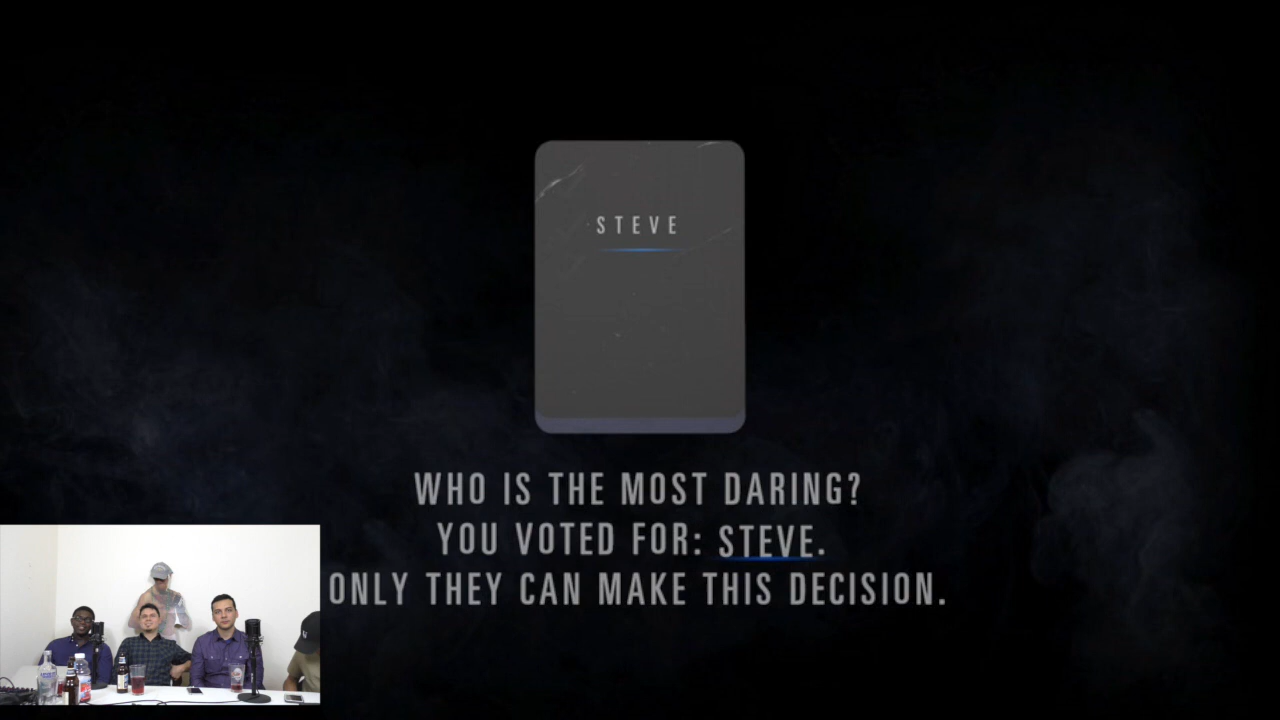 STEVE
WHO IS THE MOST DARING?
YOU VOTED FOR: STEVE.
ONLY THEY CAN MAKE THIS DECISION.